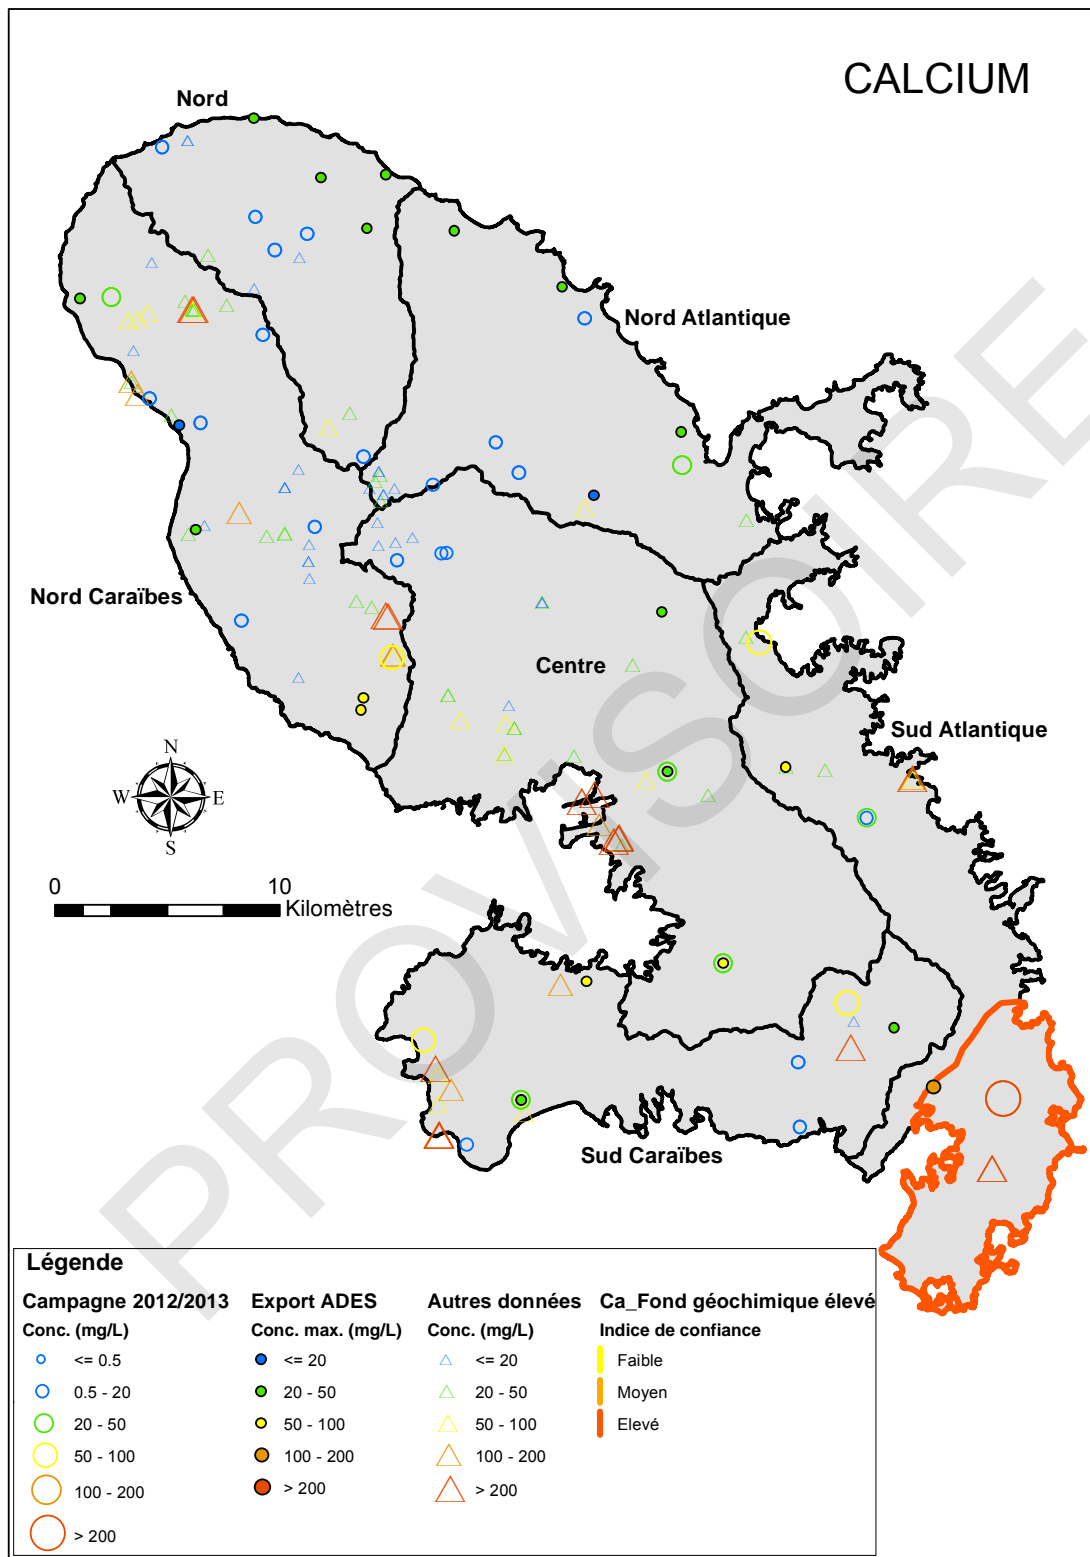 CALCIUM
Nord
Nord Atlantique
Nord Caraïbes
Centre
Sud Atlantique
N
W E
S
0 10
Kilomètres
Sud Caraïbes
PROVISOIRE
Légende
Campagne 2012/2013
Conc. (mg/L)
<= 0.5
0.5 - 20
20 - 50
50 - 100
100 - 200
> 200
Export ADES
Conc. max. (mg/L)
<= 20
20 - 50
50 - 100
100 - 200
> 200
Autres données
Conc. (mg/L)
<= 20
20 - 50
50 - 100
100 - 200
> 200
Ca_Fond géochimique élevé
Indice de confiance
Faible
Moyen
Elevé